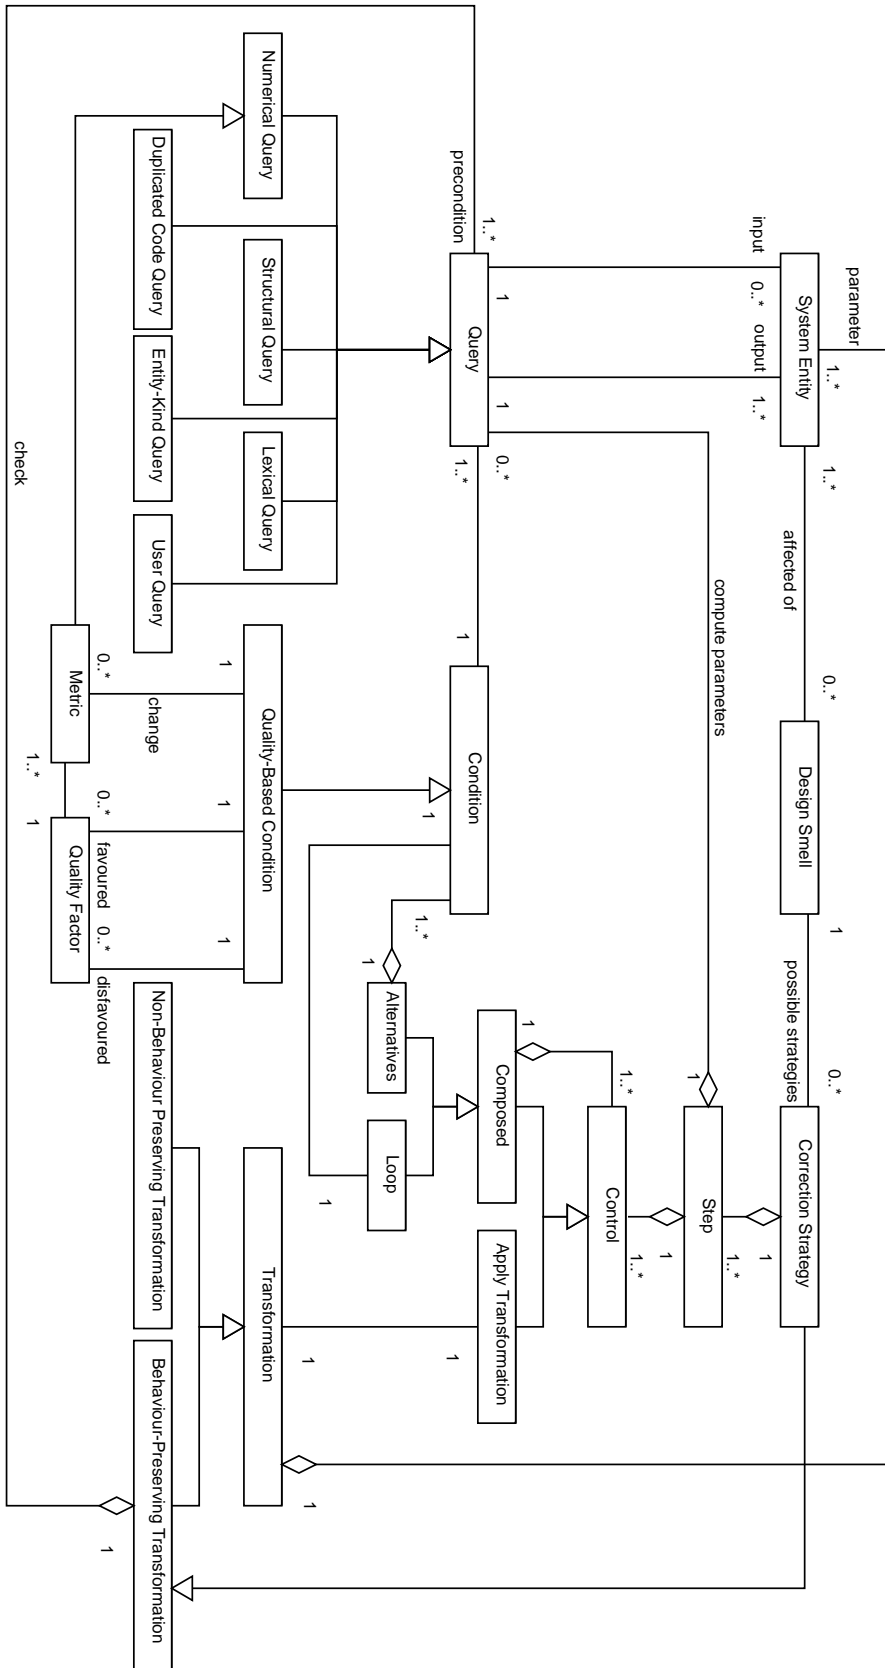 parameter
1..*
1..*
0..*
1
0..*
System Entity
affected of
Design Smell
possible strategies
Correction Strategy
input
0..*
output
1..*
1
1..*
compute parameters
Step
1
1
1..*
1..*
Control
1
1..*
1
1
0..*
Composed
Apply Transformation
precondition
Query
1..*
1
Condition
1
1
1..*
1
Alternatives
Loop
1
1
1
Numerical Query
Structural Query
Lexical Query
Quality-Based Condition
Transformation
1
1
1
Duplicated Code Query
Entity-Kind Query
User Query
change
Non-Behaviour Preserving Transformation
Behaviour-Preserving Transformation
0..*
0..*
favoured
0..*
disfavoured
1
Metric
Quality Factor
1..*
1
check